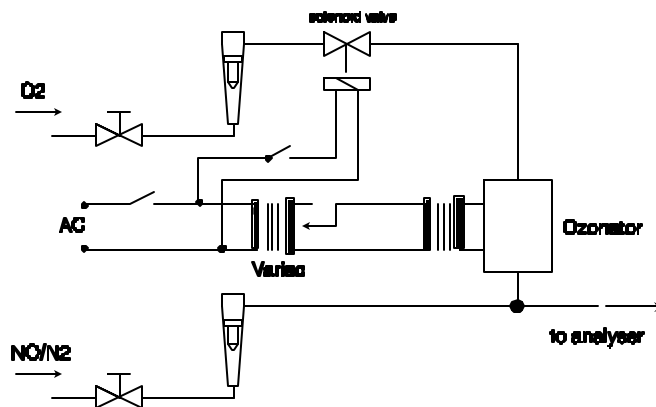 solenoid valve
O2
AC
Variac
Ozonator
to analyser
NO/N2